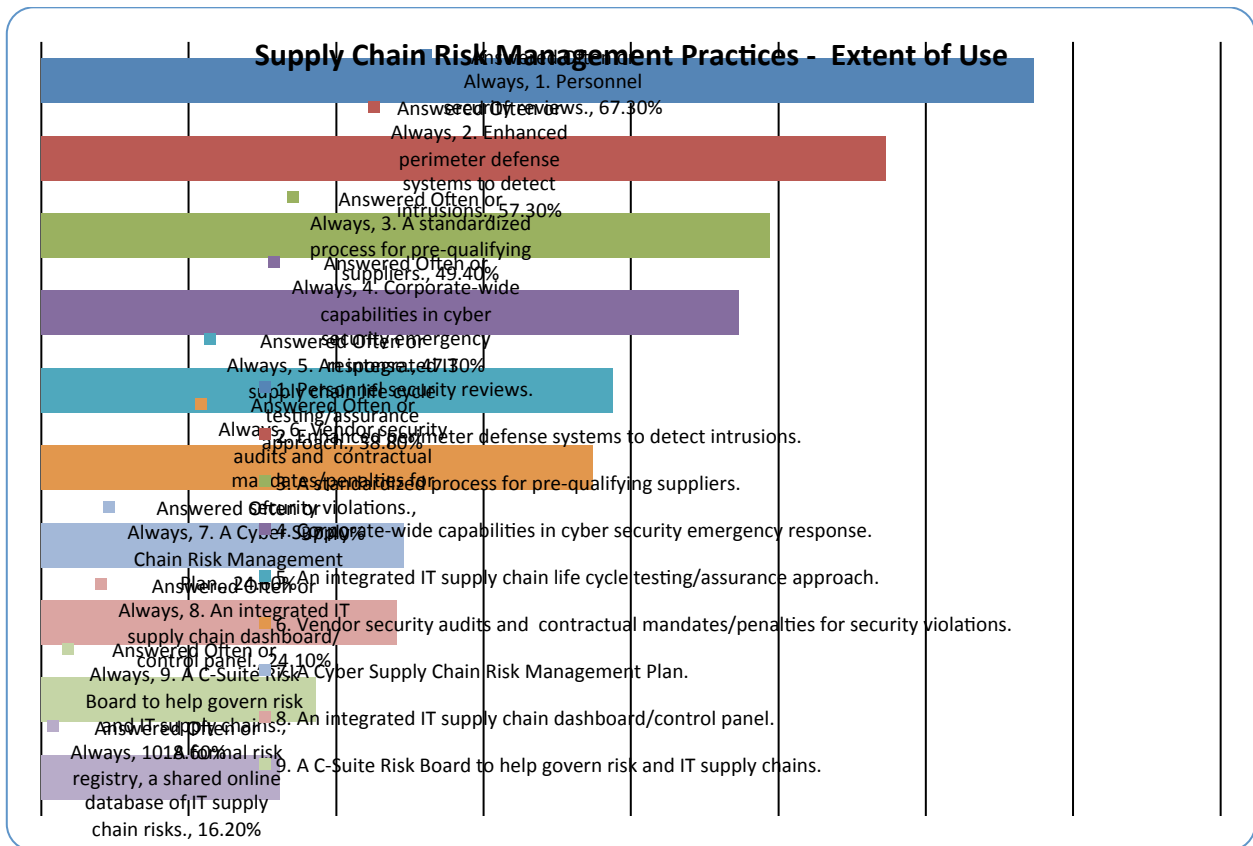 Supply Chain Risk Management Practices - Extent of Use
Answered Often or
Always, 1. Personnel
security reviews., 67.30%
Answered Often or
Always, 2. Enhanced
perimeter defense
systems to detect
intrusions., 57.30%
Answered Often or
Always, 3. A standardized
process for pre-qualifying
suppliers., 49.40%
Answered Often or
Always, 4. Corporate-wide
capabilities in cyber
security emergency
response., 47.30%
Answered Often or
Always, 5. An integrated IT
supply chain life cycle
testing/assurance
approach., 38.80%
Answered Often or
Always, 6. Vendor security
audits and contractual
mandates/penalties for
security violations.,
Answered Often or
Always, 7. A Cyber Supply
Chain Risk Management
Plan., 24.60%
Answered Often or
Always, 8. An integrated IT
supply chain dashboard/
control panel., 24.10%
Answered Often or
Always, 9. A C-Suite Risk
Board to help govern risk
and IT supply chains.,
18.60%
Answered Often or
Always, 10. A formal risk
registry, a shared online
database of IT supply
chain risks., 16.20%
1. Personnel security reviews.
2. Enhanced perimeter defense systems to detect intrusions.
3. A standardized process for pre-qualifying suppliers.
4. Corporate-wide capabilities in cyber security emergency response.
5. An integrated IT supply chain life cycle testing/assurance approach.
6. Vendor security audits and contractual mandates/penalties for security violations.
7. A Cyber Supply Chain Risk Management Plan.
8. An integrated IT supply chain dashboard/control panel.
9. A C-Suite Risk Board to help govern risk and IT supply chains.